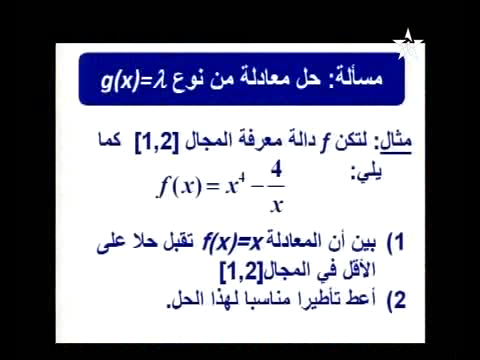 مسألة: حل معادلة من نوع g(x)=λ
مثال: لتكن f دالة معرفة المجال [1,2] كما
يلي:
f(x) = x⁴ − 4/x
1) بين أن المعادلة f(x)=x تقبل حلا على
الأقل في المجال[1,2]
2) أعط تأطيرا مناسبا لهذا الحل.